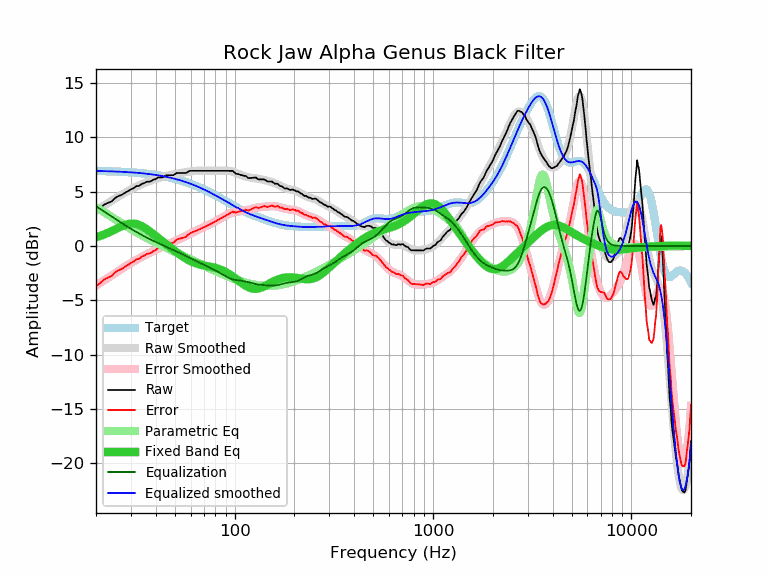 Rock Jaw Alpha Genus Black Filter
15
10
5
0
−5
−10
−15
−20
Amplitude (dBr)
Target
Raw Smoothed
Error Smoothed
Raw
Error
Parametric Eq
Fixed Band Eq
Equalization
Equalized smoothed
100
1000
10000
Frequency (Hz)